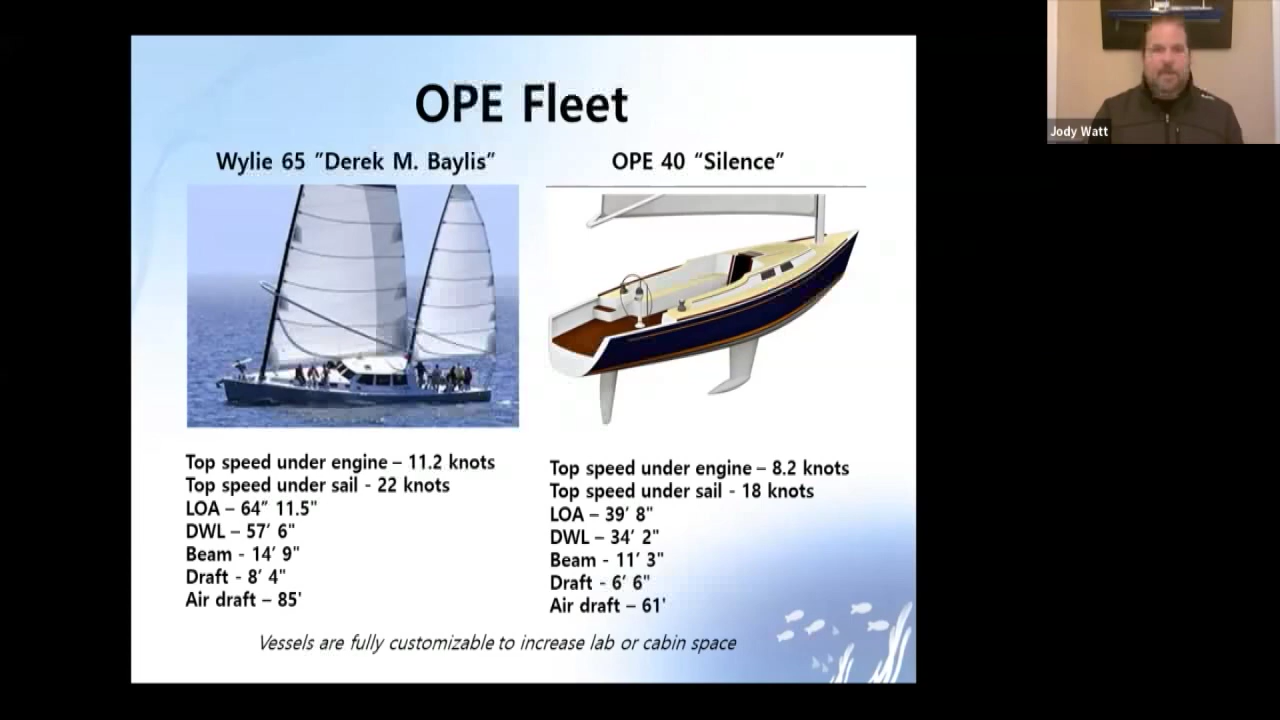 OPE Fleet
Wylie 65 ”Derek M. Baylis”
OPE 40 “Silence”
Top speed under engine – 11.2 knots
Top speed under sail - 22 knots
LOA – 64” 11.5"
DWL – 57’ 6"
Beam - 14’ 9"
Draft - 8’ 4"
Air draft – 85'
Top speed under engine – 8.2 knots
Top speed under sail - 18 knots
LOA – 39’ 8"
DWL – 34’ 2"
Beam - 11’ 3"
Draft - 6’ 6"
Air draft – 61'
Vessels are fully customizable to increase lab or cabin space
Jody Watt